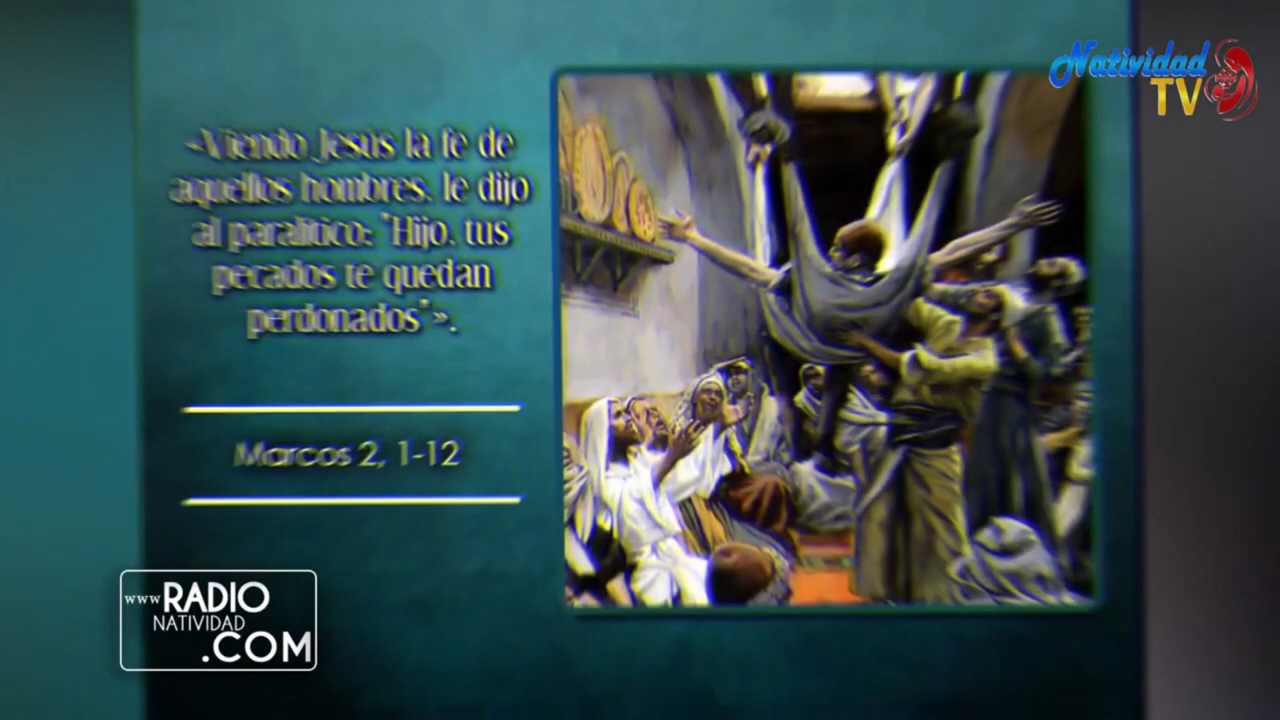 «Viendo Jesús la fe de
aquellos hombres, le dijo
al paralítico: "Hijo, tus
pecados te quedan
perdonados"».
Marcos 2, 1-12
Natividad
TV
www RADIO
NATIVIDAD
.COM